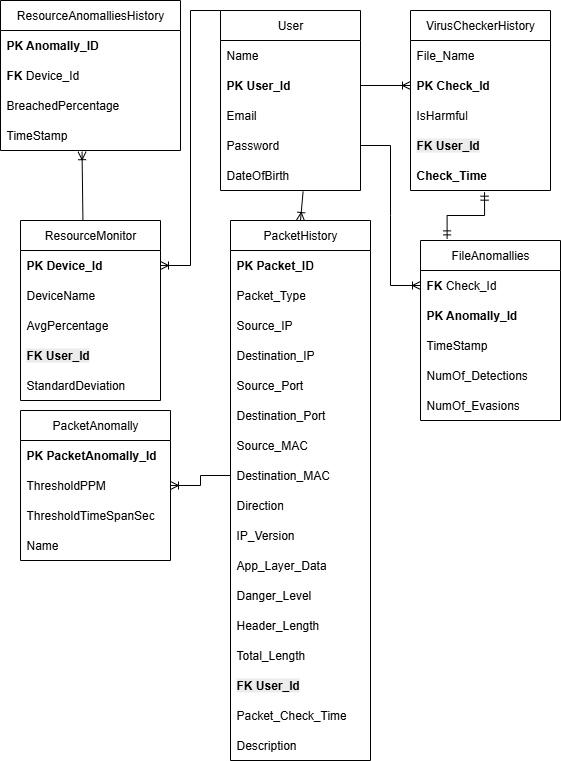 ResourceAnomalliesHistory
PK Anomally_ID
FK Device_Id
BreachedPercentage
TimeStamp
User
Name
PK User_Id
Email
Password
DateOfBirth
VirusCheckerHistory
File_Name
PK Check_Id
IsHarmful
FK User_Id
Check_Time
ResourceMonitor
PK Device_Id
DeviceName
AvgPercentage
FK User_Id
StandardDeviation
PacketHistory
PK Packet_ID
Packet_Type
Source_IP
Destination_IP
Source_Port
Destination_Port
Source_MAC
Destination_MAC
Direction
IP_Version
App_Layer_Data
Danger_Level
Header_Length
Total_Length
FK User_Id
Packet_Check_Time
Description
FileAnomallies
FK Check_Id
PK Anomally_Id
TimeStamp
NumOf_Detections
NumOf_Evasions
PacketAnomally
PK PacketAnomally_Id
ThresholdPPM
ThresholdTimeSpanSec
Name